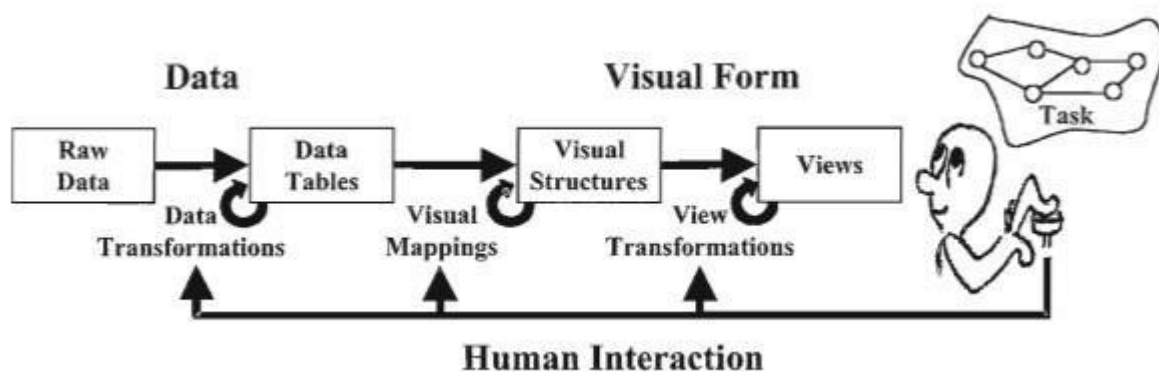 Data
Visual Form
Task
Raw
Data
Data
Tables
Visual
Structures
Views
Data
Transformations
Visual
Mappings
View
Transformations
Human Interaction